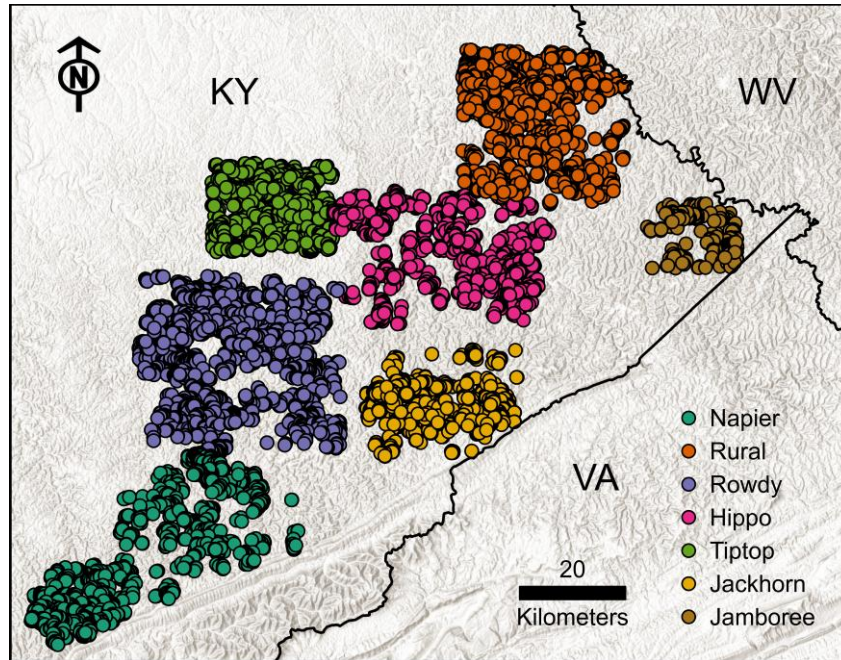 N
KY
WV
VA
Napier
Rural
Rowdy
Hippo
Tiptop
Jackhorn
Jamboree
20
Kilometers